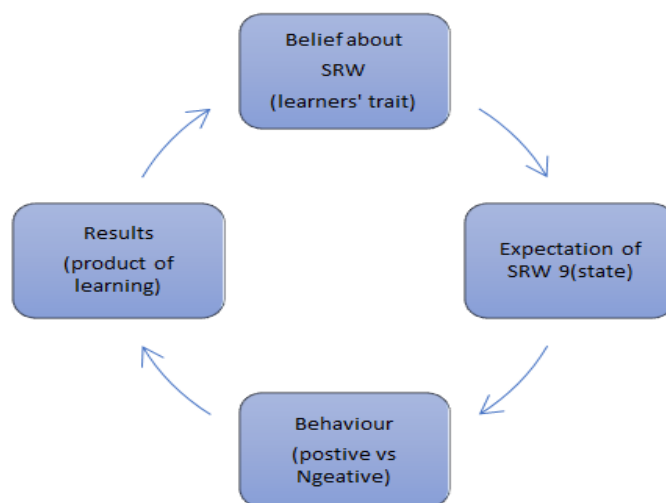 Belief about
SRW
(learners' trait)
Expectation of
SRW 9(state)
Behaviour
(postive vs
Ngeative)
Results
(product of
learning)